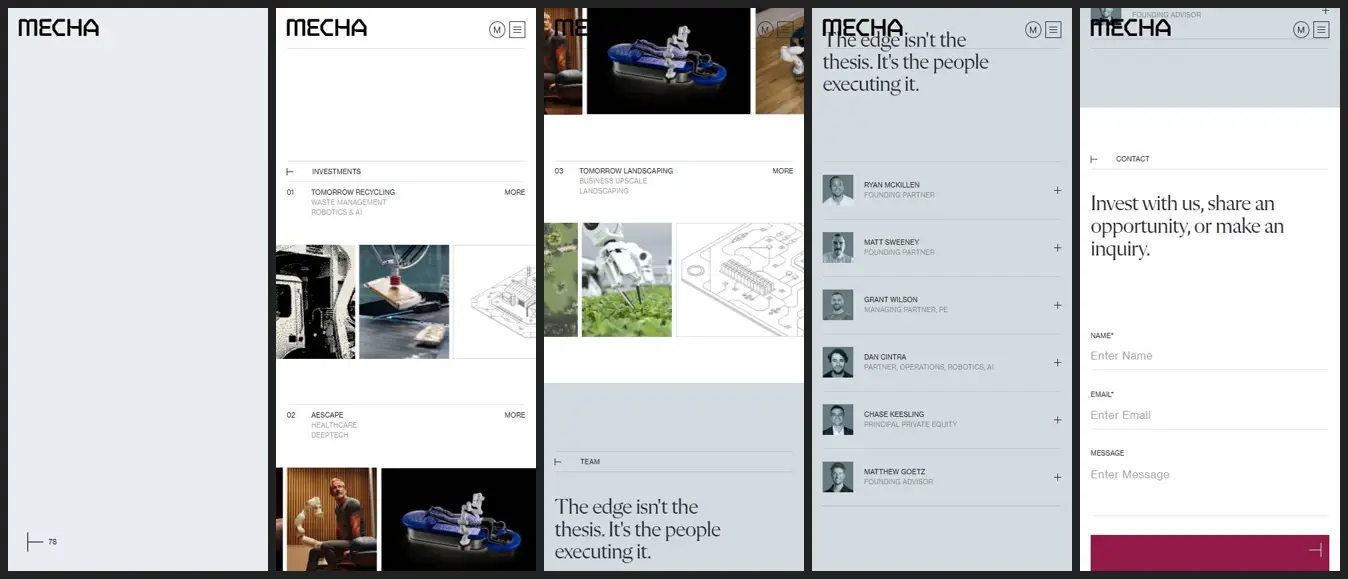 MECHA
78
MECHA
M
INVESTMENTS
01 TOMORROW RECYCLING MORE
WASTE MANAGEMENT
ROBOTICS & AI
02 AESCAPE MORE
HEALTHCARE
DEEPTECH
ME
M
03 TOMORROW LANDSCAPING MORE
BUSINESS UPSCALE
LANDSCAPING
TEAM
The edge isn't the
thesis. It's the people
executing it.
MECHA
M
The edge isn't the
thesis. It's the people
executing it.
RYAN MCKILLEN
FOUNDING PARTNER
MATT SWEENEY
FOUNDING PARTNER
GRANT WILSON
MANAGING PARTNER, PE
DAN CINTRA
PARTNER, OPERATIONS, ROBOTICS, AI
CHASE KEESLING
PRINCIPAL PRIVATE EQUITY
MATTHEW GOETZ
FOUNDING ADVISOR
FOUNDING ADVISOR
MECHA
M
CONTACT
Invest with us, share an
opportunity, or make an
inquiry.
NAME*
Enter Name
EMAIL*
Enter Email
MESSAGE
Enter Message